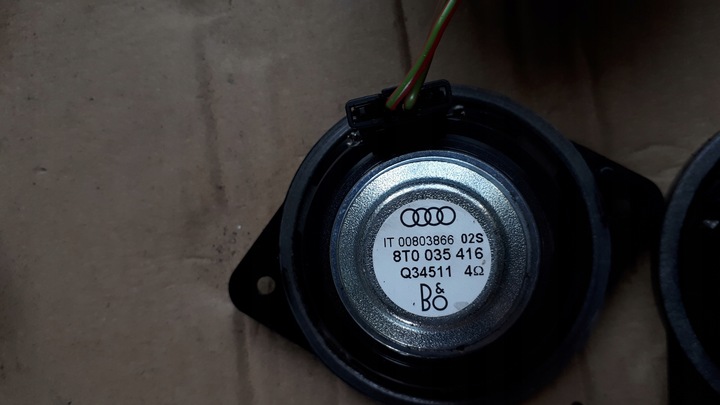 IT 00803866 02S
8T0 035 416
Q34511 4Ω
B&O